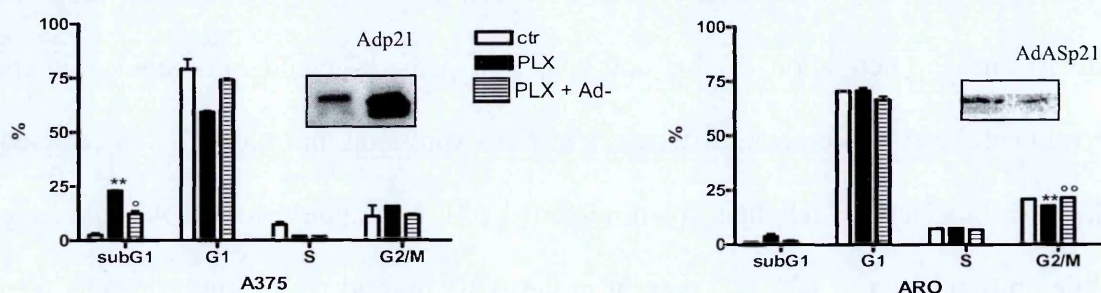 100
75
50
25
0
%
Adp21
**
°
subG1
G1
S
G2/M
A375
ctr
PLX
PLX + Ad-
100
75
50
25
0
%
AdASp21
**
°°
subG1
G1
S
G2/M
ARO